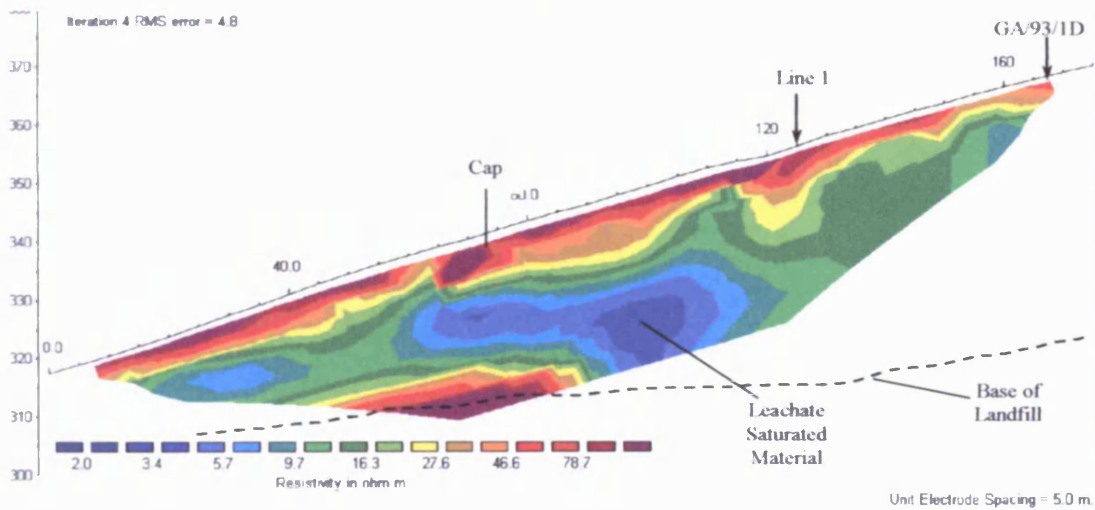 Iteration 4 RMS error = 4.8
GA/93/1D
370
160
Line 1
360
120
350
Cap
340
40.0
330
0.0
320
310
Base of
Landfill
Leachate
Saturated
Material
2.0 3.4 5.7 9.7 16.3 27.6 46.6 78.7
300
Resistivity in ohm.m
Unit Electrode Spacing = 5.0 m.